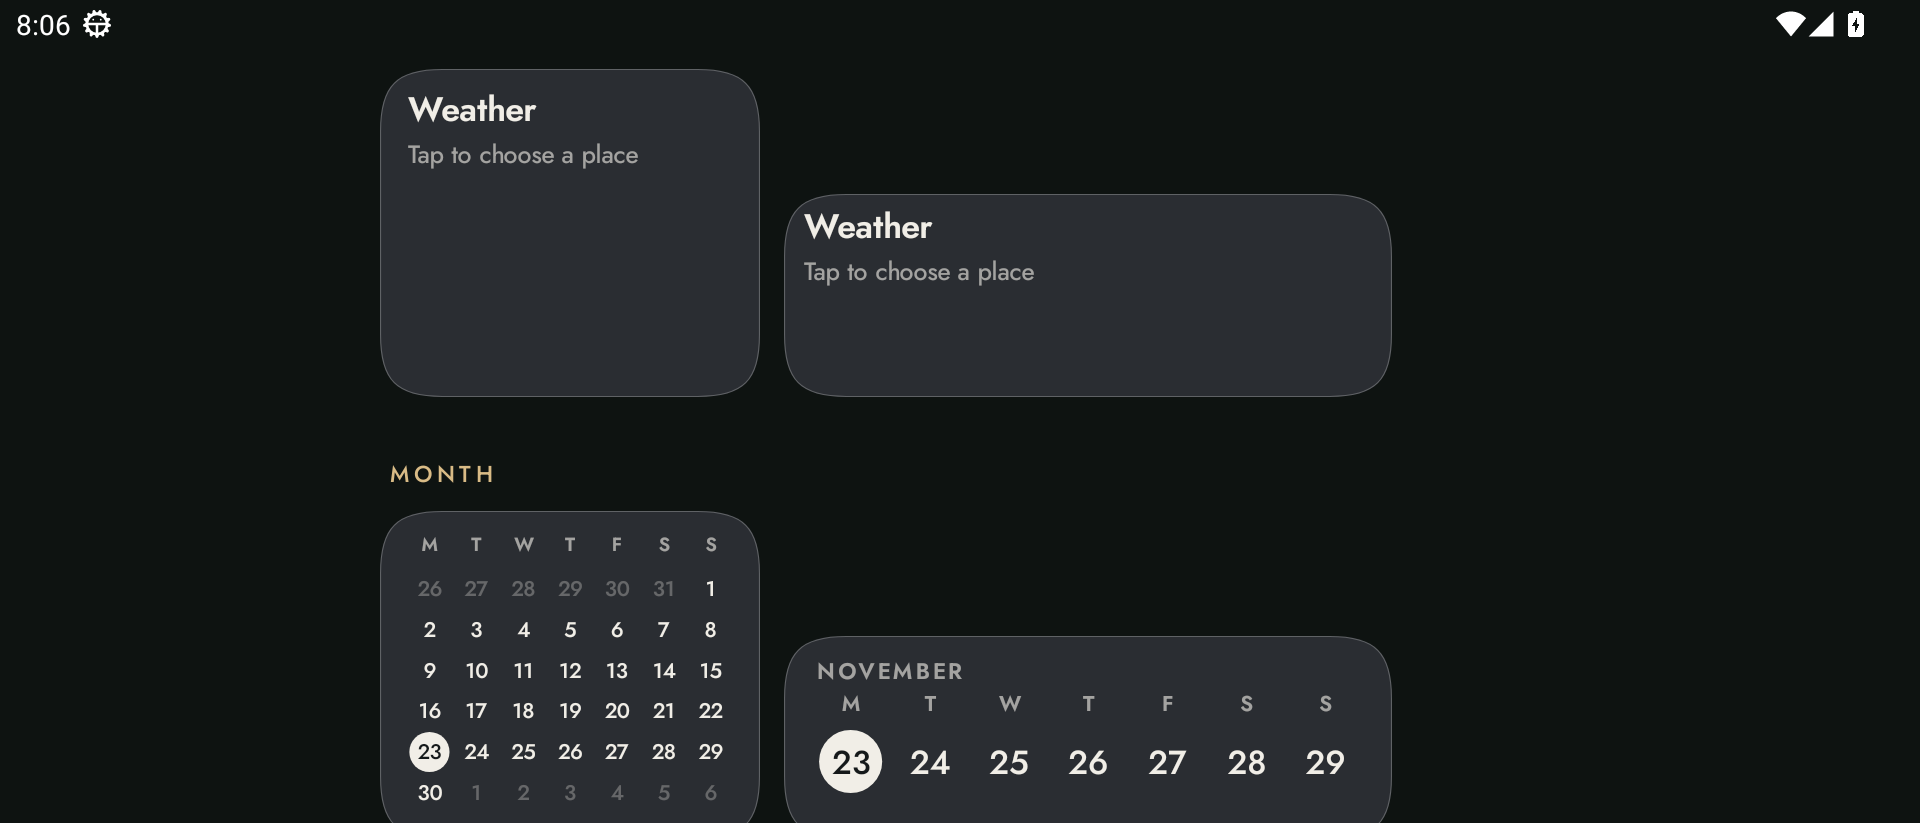 8:06
Weather
Tap to choose a place
Weather
Tap to choose a place
MONTH
M T W T F S S
26 27 28 29 30 31 1
2 3 4 5 6 7 8
9 10 11 12 13 14 15
16 17 18 19 20 21 22
23 24 25 26 27 28 29
30 1 2 3 4 5 6
NOVEMBER
M T W T F S S
23 24 25 26 27 28 29